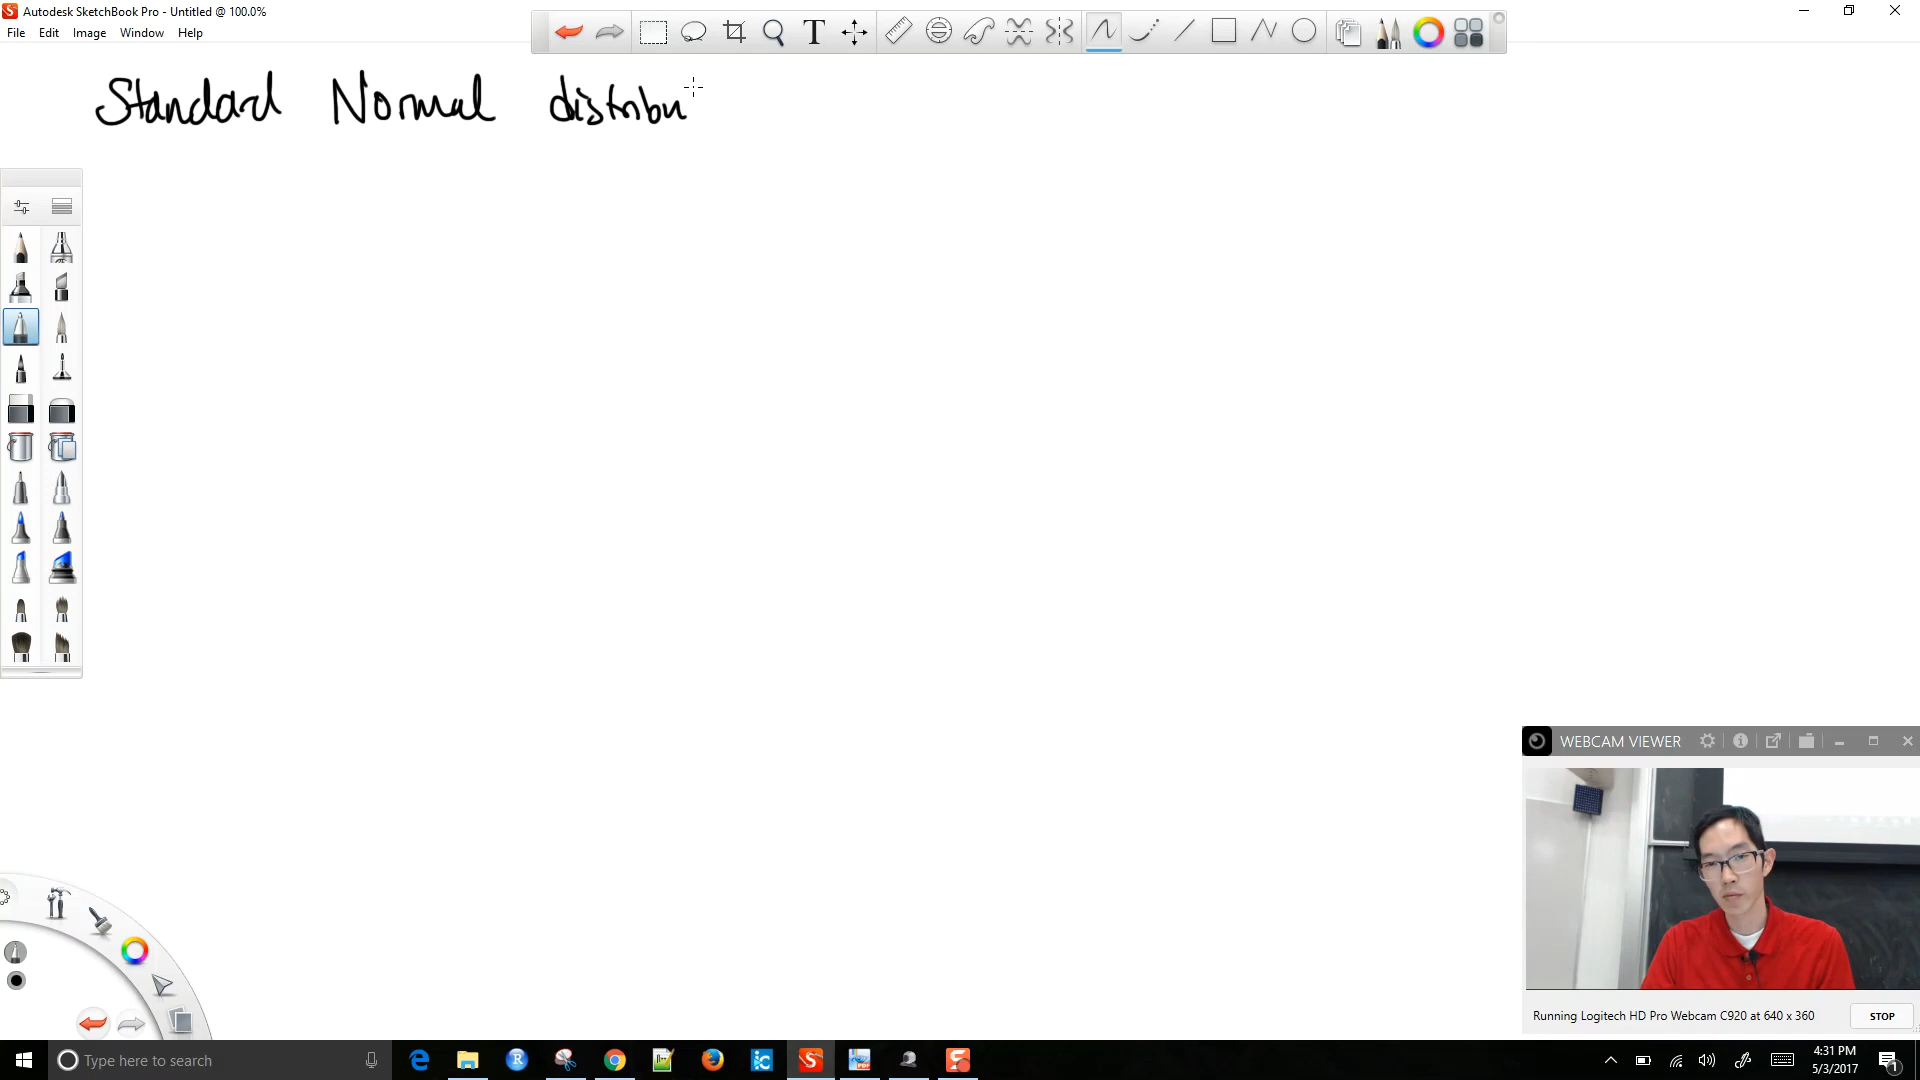 Autodesk SketchBook Pro - Untitled @ 100.0%
File Edit Image Window Help
T
Standard Normal distribu
WEBCAM VIEWER
Running Logitech HD Pro Webcam C920 at 640 x 360
STOP
Type here to search
4:31 PM
5/3/2017